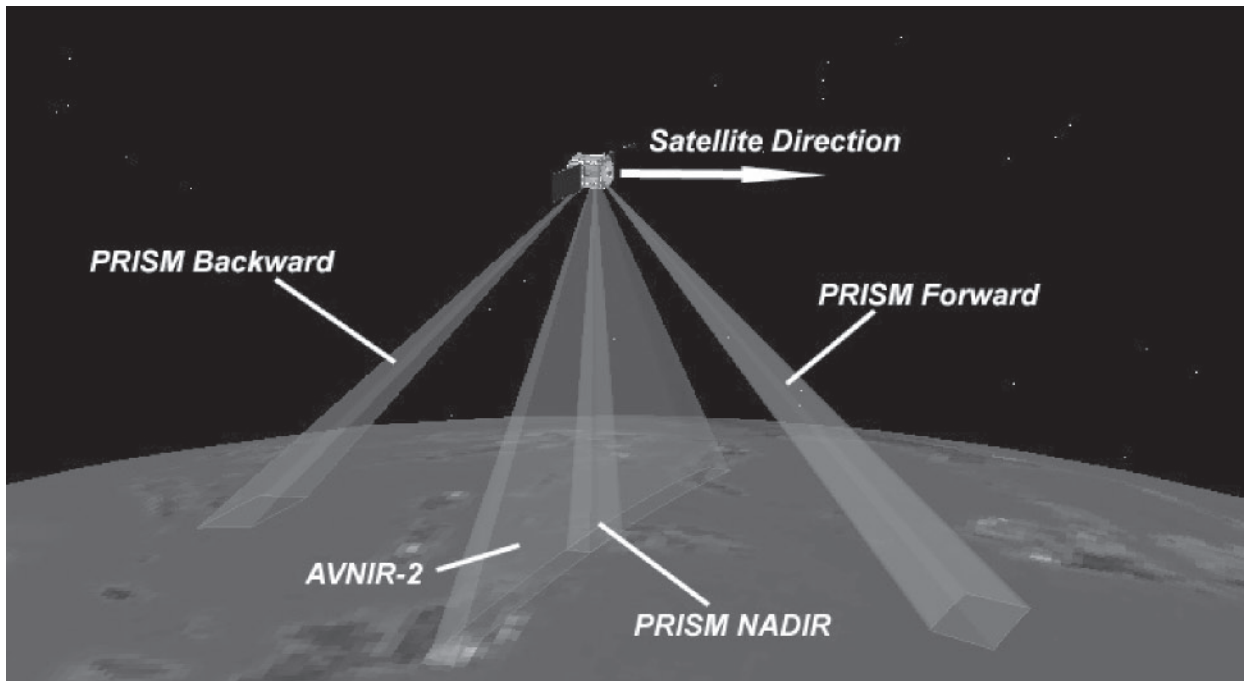 Satellite Direction
PRISM Backward
PRISM Forward
AVNIR-2
PRISM NADIR